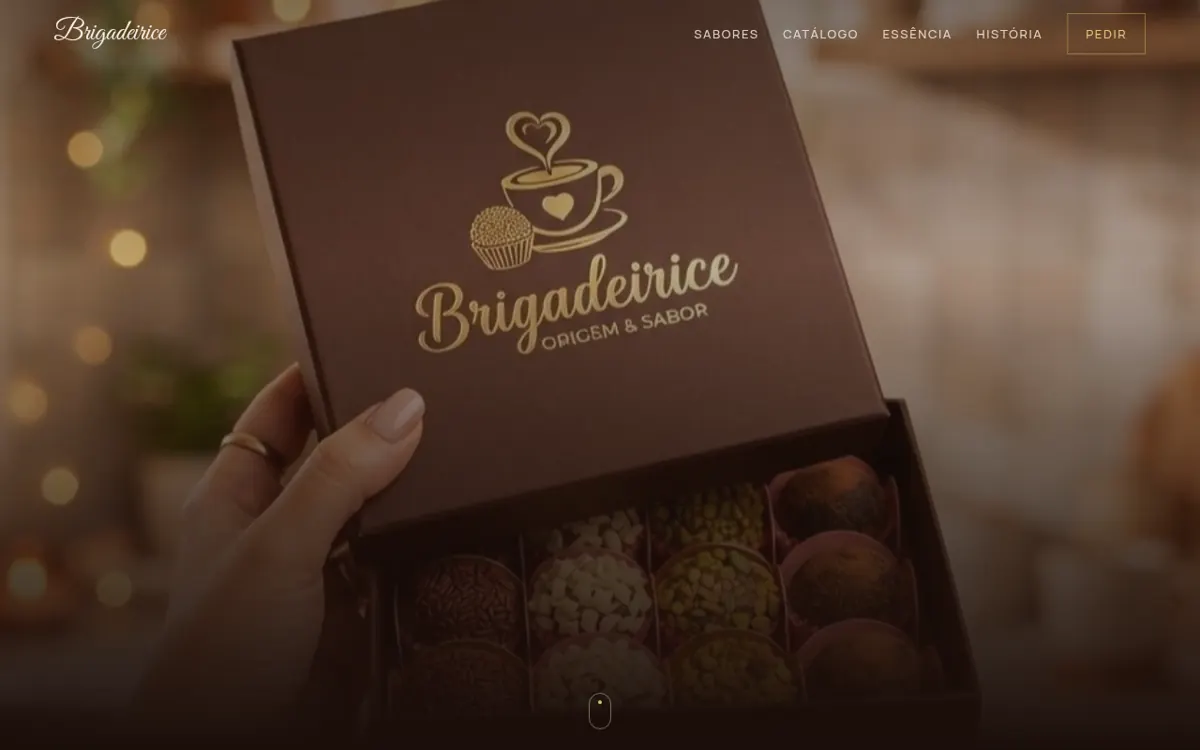 Brigadeirice
SABORES
CATÁLOGO
ESSÊNCIA
HISTÓRIA
PEDIR
Brigadeirice
ORIGEM & SABOR